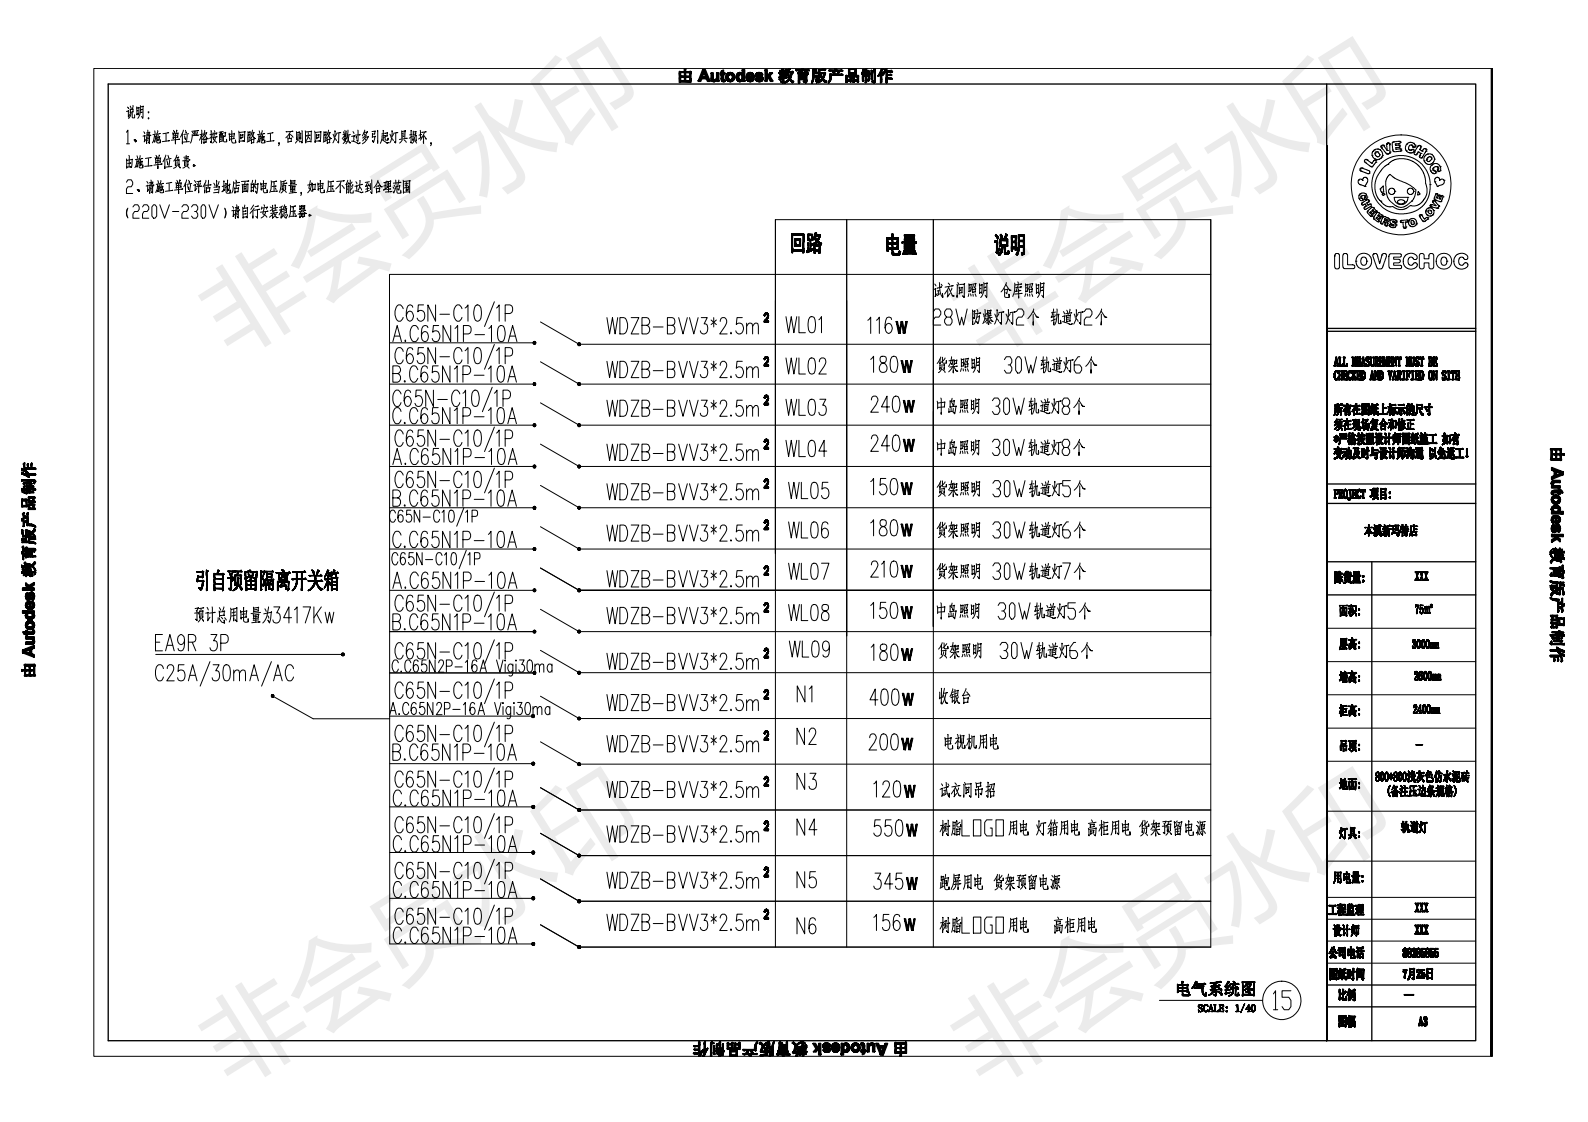 由 Autodesk 教育版产品制作
说明:
1、请施工单位严格按配电回路施工,否则因回路灯数过多引起灯具损坏,
由施工单位负责。
2、请施工单位评估当地店面的电压质量,如电压不能达到合理范围
(220V-230V)请自行安装稳压器。
回路 电量 说明
试衣间照明 仓库照明
C65N-C10/1P
A.C65N1P-10A WDZB-BVV3*2.5m² WL01 116W 28W防爆灯灯2个 轨道灯2个
C65N-C10/1P
B.C65N1P-10A WDZB-BVV3*2.5m² WL02 180W 货架照明 30W轨道灯6个
C65N-C10/1P
C.C65N1P-10A WDZB-BVV3*2.5m² WL03 240W 中岛照明 30W轨道灯8个
C65N-C10/1P
A.C65N1P-10A WDZB-BVV3*2.5m² WL04 240W 中岛照明 30W轨道灯8个
C65N-C10/1P
B.C65N1P-10A WDZB-BVV3*2.5m² WL05 150W 货架照明 30W轨道灯5个
C65N-C10/1P
C.C65N1P-10A WDZB-BVV3*2.5m² WL06 180W 货架照明 30W轨道灯6个
C65N-C10/1P
A.C65N1P-10A WDZB-BVV3*2.5m² WL07 210W 货架照明 30W轨道灯7个
C65N-C10/1P
B.C65N1P-10A WDZB-BVV3*2.5m² WL08 150W 中岛照明 30W轨道灯5个
C65N-C10/1P
C.C65N2P-16A Vigi30ma WDZB-BVV3*2.5m² WL09 180W 货架照明 30W轨道灯6个
C65N-C10/1P
A.C65N2P-16A Vigi30ma WDZB-BVV3*2.5m² N1 400W 收银台
C65N-C10/1P
B.C65N1P-10A WDZB-BVV3*2.5m² N2 200W 电视机用电
C65N-C10/1P
C.C65N1P-10A WDZB-BVV3*2.5m² N3 120W 试衣间吊招
C65N-C10/1P
C.C65N1P-10A WDZB-BVV3*2.5m² N4 550W 树脂LOGO用电 灯箱用电 高柜用电 货架预留电源
C65N-C10/1P
C.C65N1P-10A WDZB-BVV3*2.5m² N5 345W 跑屏用电 货架预留电源
C65N-C10/1P
C.C65N1P-10A WDZB-BVV3*2.5m² N6 156W 树脂LOGO用电 高柜用电
引自预留隔离开关箱
预计总用电量为3417Kw
EA9R 3P
C25A/30mA/AC
电气系统图 15
SCALE: 1/40
I LOVE CHOC
CHEERS TO LOVE
ILOVECHOC
ALL MEASUREMENT MUST BE
CHECKED AND VARIFIED ON SITE
所有在图纸上标示的尺寸
须在现场复合和修正
*严格按照设计师图纸施工 如有
变动及时与设计师沟通 以免返工!
PROJECT 项目:
本溪新玛特店
陈货量: XXX
面积: 75m²
层高: 3000mm
墙高: 2600mm
柜高: 2400mm
吊顶: —
地面: 800*800浅灰色仿水泥砖
(备注压边条规格)
灯具: 轨道灯
用电量:
工程监理 XXX
设计师 XXX
公司电话
图纸时间 7月25日
比例 —
图幅 A3
由 Autodesk 教育版产品制作
由 Autodesk 教育版产品制作
由 Autodesk 教育版产品制作
非会员水印
非会员水印
非会员水印
非会员水印